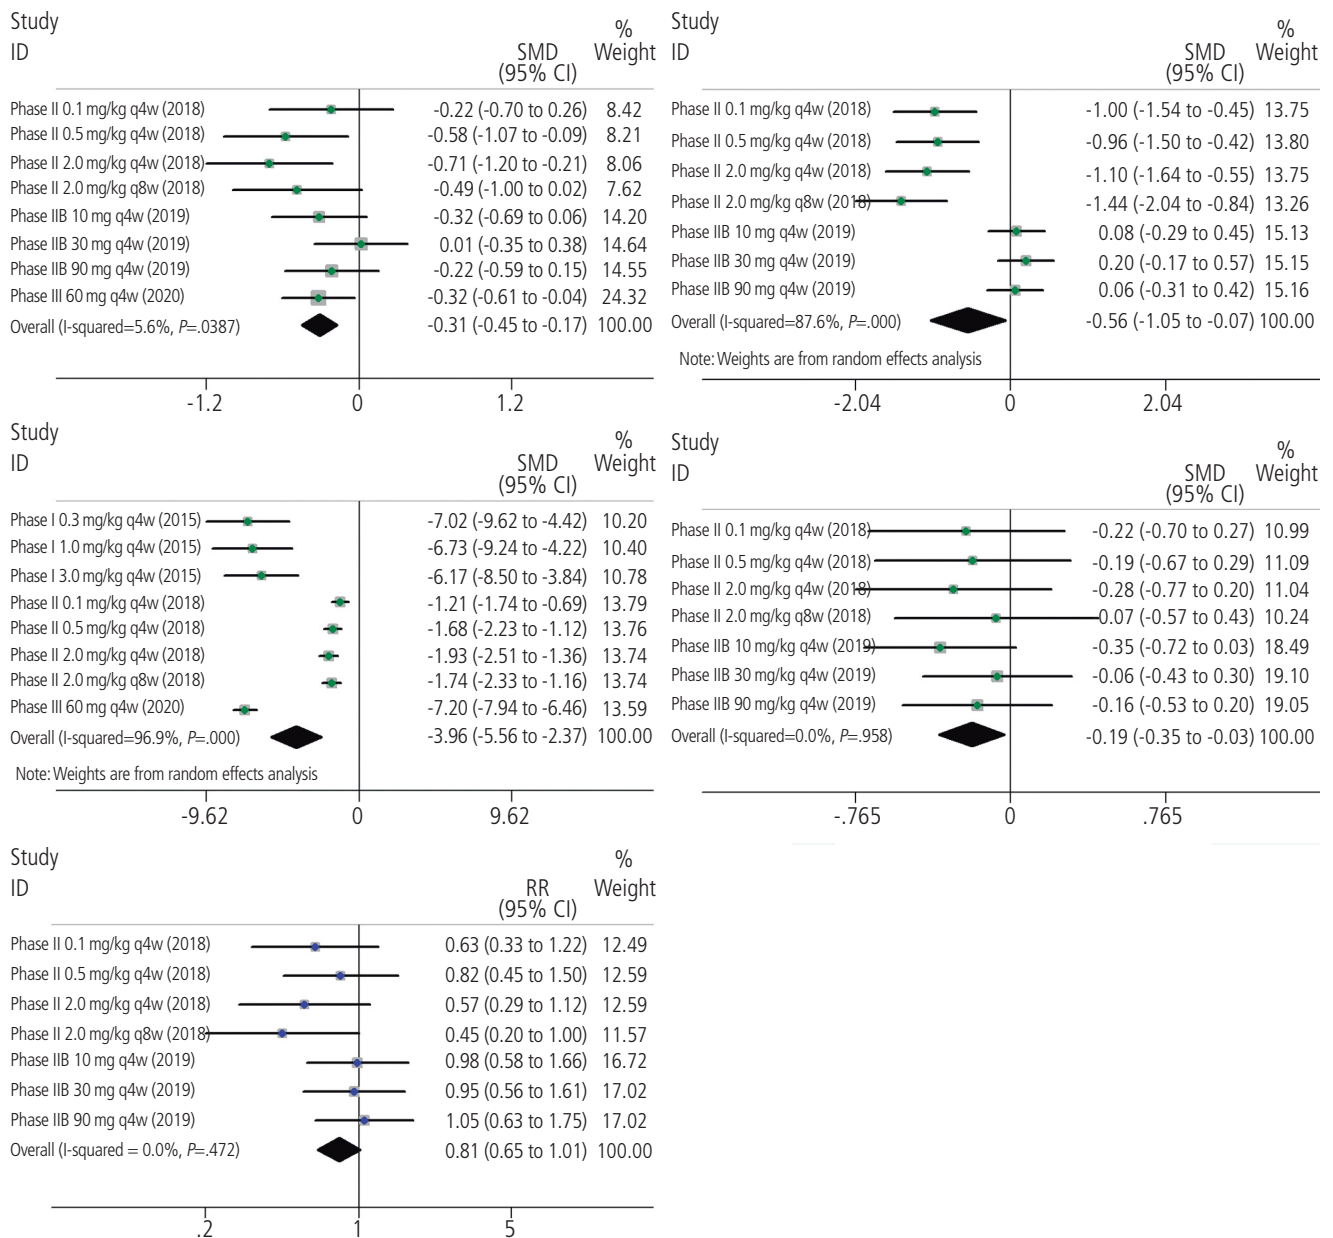 Study
%
ID SMD Weight
(95% CI)
Phase II 0.1 mg/kg q4w (2018) -0.22 (-0.70 to 0.26) 8.42
Phase II 0.5 mg/kg q4w (2018) -0.58 (-1.07 to -0.09) 8.21
Phase II 2.0 mg/kg q4w (2018) -0.71 (-1.20 to -0.21) 8.06
Phase II 2.0 mg/kg q8w (2018) -0.49 (-1.00 to 0.02) 7.62
Phase IIB 10 mg q4w (2019) -0.32 (-0.69 to 0.06) 14.20
Phase IIB 30 mg q4w (2019) 0.01 (-0.35 to 0.38) 14.64
Phase IIB 90 mg q4w (2019) -0.22 (-0.59 to 0.15) 14.55
Phase III 60 mg q4w (2020) -0.32 (-0.61 to -0.04) 24.32
Overall (I-squared=5.6%, P=.0387) -0.31 (-0.45 to -0.17) 100.00
-1.2 0 1.2
Study
%
ID SMD Weight
(95% CI)
Phase II 0.1 mg/kg q4w (2018) -1.00 (-1.54 to -0.45) 13.75
Phase II 0.5 mg/kg q4w (2018) -0.96 (-1.50 to -0.42) 13.80
Phase II 2.0 mg/kg q4w (2018) -1.10 (-1.64 to -0.55) 13.75
Phase II 2.0 mg/kg q8w (2018) -1.44 (-2.04 to -0.84) 13.26
Phase IIB 10 mg q4w (2019) 0.08 (-0.29 to 0.45) 15.13
Phase IIB 30 mg q4w (2019) 0.20 (-0.17 to 0.57) 15.15
Phase IIB 90 mg q4w (2019) 0.06 (-0.31 to 0.42) 15.16
Overall (I-squared=87.6%, P=.000) -0.56 (-1.05 to -0.07) 100.00
Note: Weights are from random effects analysis
-2.04 0 2.04
Study
%
ID SMD Weight
(95% CI)
Phase I 0.3 mg/kg q4w (2015) -7.02 (-9.62 to -4.42) 10.20
Phase I 1.0 mg/kg q4w (2015) -6.73 (-9.24 to -4.22) 10.40
Phase I 3.0 mg/kg q4w (2015) -6.17 (-8.50 to -3.84) 10.78
Phase II 0.1 mg/kg q4w (2018) -1.21 (-1.74 to -0.69) 13.79
Phase II 0.5 mg/kg q4w (2018) -1.68 (-2.23 to -1.12) 13.76
Phase II 2.0 mg/kg q4w (2018) -1.93 (-2.51 to -1.36) 13.74
Phase II 2.0 mg/kg q8w (2018) -1.74 (-2.33 to -1.16) 13.74
Phase III 60 mg q4w (2020) -7.20 (-7.94 to -6.46) 13.59
Overall (I-squared=96.9%, P=.000) -3.96 (-5.56 to -2.37) 100.00
Note: Weights are from random effects analysis
-9.62 0 9.62
Study
%
ID SMD Weight
(95% CI)
Phase II 0.1 mg/kg q4w (2018) -0.22 (-0.70 to 0.27) 10.99
Phase II 0.5 mg/kg q4w (2018) -0.19 (-0.67 to 0.29) 11.09
Phase II 2.0 mg/kg q4w (2018) -0.28 (-0.77 to 0.20) 11.04
Phase II 2.0 mg/kg q8w (2018) 0.07 (-0.57 to 0.43) 10.24
Phase IIB 10 mg/kg q4w (2019) -0.35 (-0.72 to 0.03) 18.49
Phase IIB 30 mg/kg q4w (2019) -0.06 (-0.43 to 0.30) 19.10
Phase IIB 90 mg/kg q4w (2019) -0.16 (-0.53 to 0.20) 19.05
Overall (I-squared=0.0%, P=.958) -0.19 (-0.35 to -0.03) 100.00
-.765 0 .765
Study %
ID RR Weight
(95% CI)
Phase II 0.1 mg/kg q4w (2018) 0.63 (0.33 to 1.22) 12.49
Phase II 0.5 mg/kg q4w (2018) 0.82 (0.45 to 1.50) 12.59
Phase II 2.0 mg/kg q4w (2018) 0.57 (0.29 to 1.12) 12.59
Phase II 2.0 mg/kg q8w (2018) 0.45 (0.20 to 1.00) 11.57
Phase IIB 10 mg q4w (2019) 0.98 (0.58 to 1.66) 16.72
Phase IIB 30 mg q4w (2019) 0.95 (0.56 to 1.61) 17.02
Phase IIB 90 mg q4w (2019) 1.05 (0.63 to 1.75) 17.02
Overall (I-squared = 0.0%, P=.472) 0.81 (0.65 to 1.01) 100.00
.2 1 5